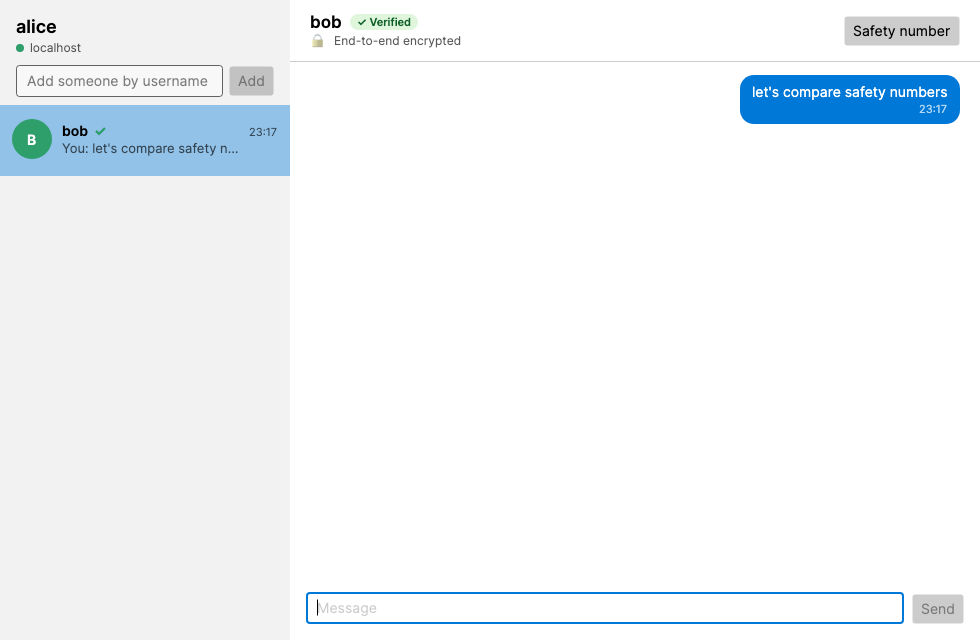 alice
localhost
Add someone by username
Add
B
bob
23:17
You: let's compare safety n...
bob
Verified
End-to-end encrypted
Safety number
let's compare safety numbers
23:17
Message
Send